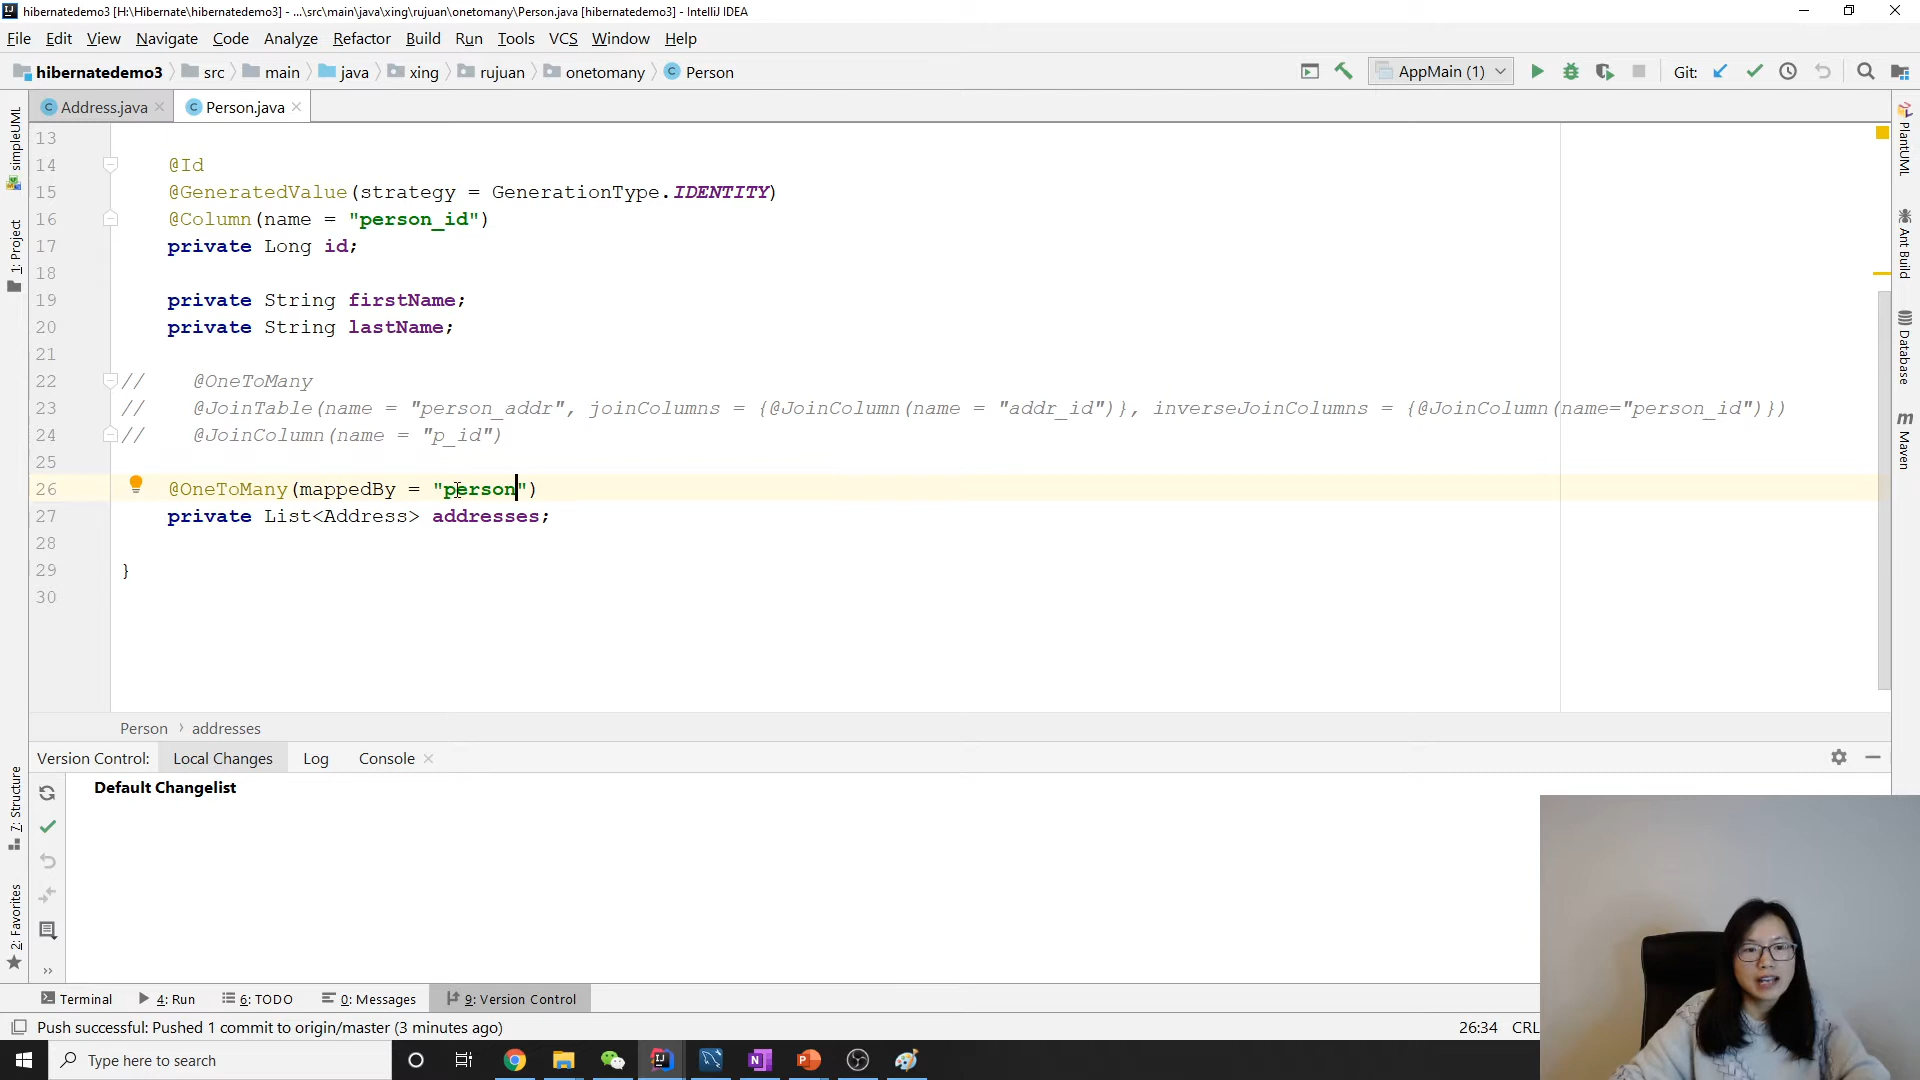 hibernatedemo3 [H:\Hibernate\hibernatedemo3] - ...\src\main\java\xing\rujuan\onetomany\Person.java [hibernatedemo3] - IntelliJ IDEA
File Edit View Navigate Code Analyze Refactor Build Run Tools VCS Window Help
hibernatedemo3 src main java xing rujuan onetomany Person AppMain (1) Git:
Address.java Person.java
13
14 @Id
15 @GeneratedValue(strategy = GenerationType.IDENTITY)
16 @Column(name = "person_id")
17 private Long id;
18
19 private String firstName;
20 private String lastName;
21
22 // @OneToMany
23 // @JoinTable(name = "person_addr", joinColumns = {@JoinColumn(name = "addr_id")}, inverseJoinColumns = {@JoinColumn(name="person_id")})
24 // @JoinColumn(name = "p_id")
25
26 @OneToMany(mappedBy = "person")
27 private List<Address> addresses;
28
29 }
30
simpleUML
1: Project
7: Structure
2: Favorites
PlantUML
Ant Build
Database
Maven
Person › addresses
Version Control: Local Changes Log Console
Default Changelist
Terminal 4: Run 6: TODO 0: Messages 9: Version Control
Push successful: Pushed 1 commit to origin/master (3 minutes ago) 26:34 CRL
Type here to search